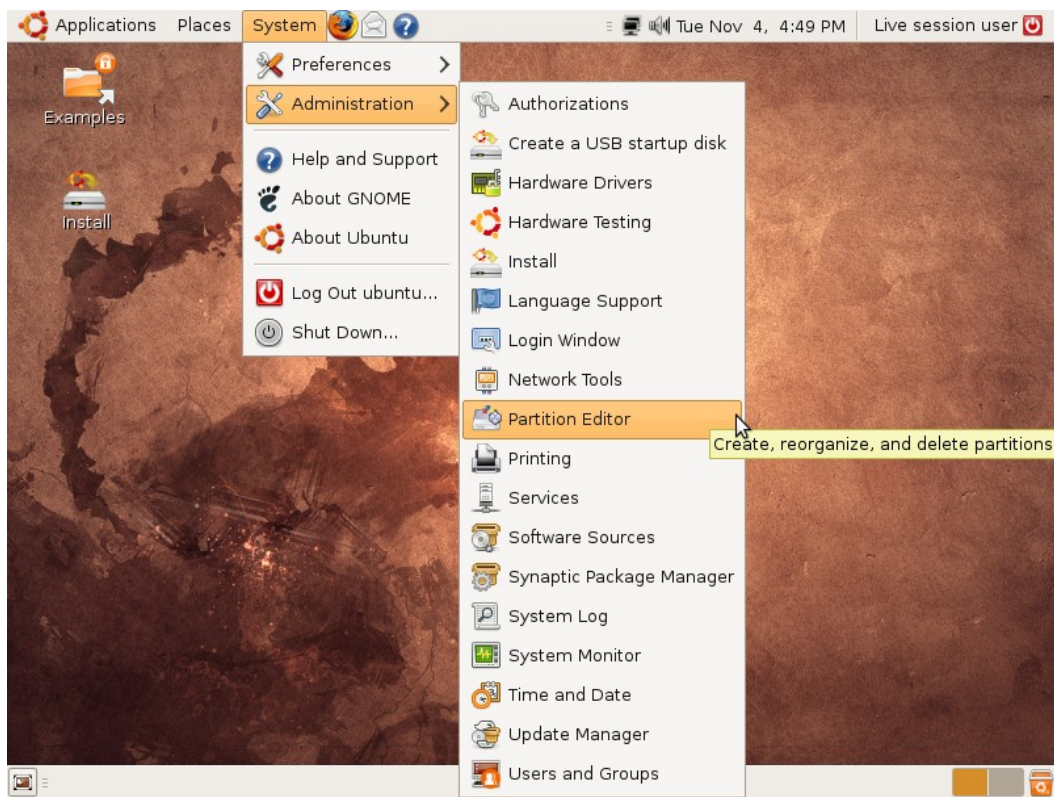 Applications Places System Tue Nov 4, 4:49 PM Live session user
Examples
Install
Preferences
Administration
Help and Support
About GNOME
About Ubuntu
Log Out ubuntu...
Shut Down...
Authorizations
Create a USB startup disk
Hardware Drivers
Hardware Testing
Install
Language Support
Login Window
Network Tools
Partition Editor
Create, reorganize, and delete partitions
Printing
Services
Software Sources
Synaptic Package Manager
System Log
System Monitor
Time and Date
Update Manager
Users and Groups